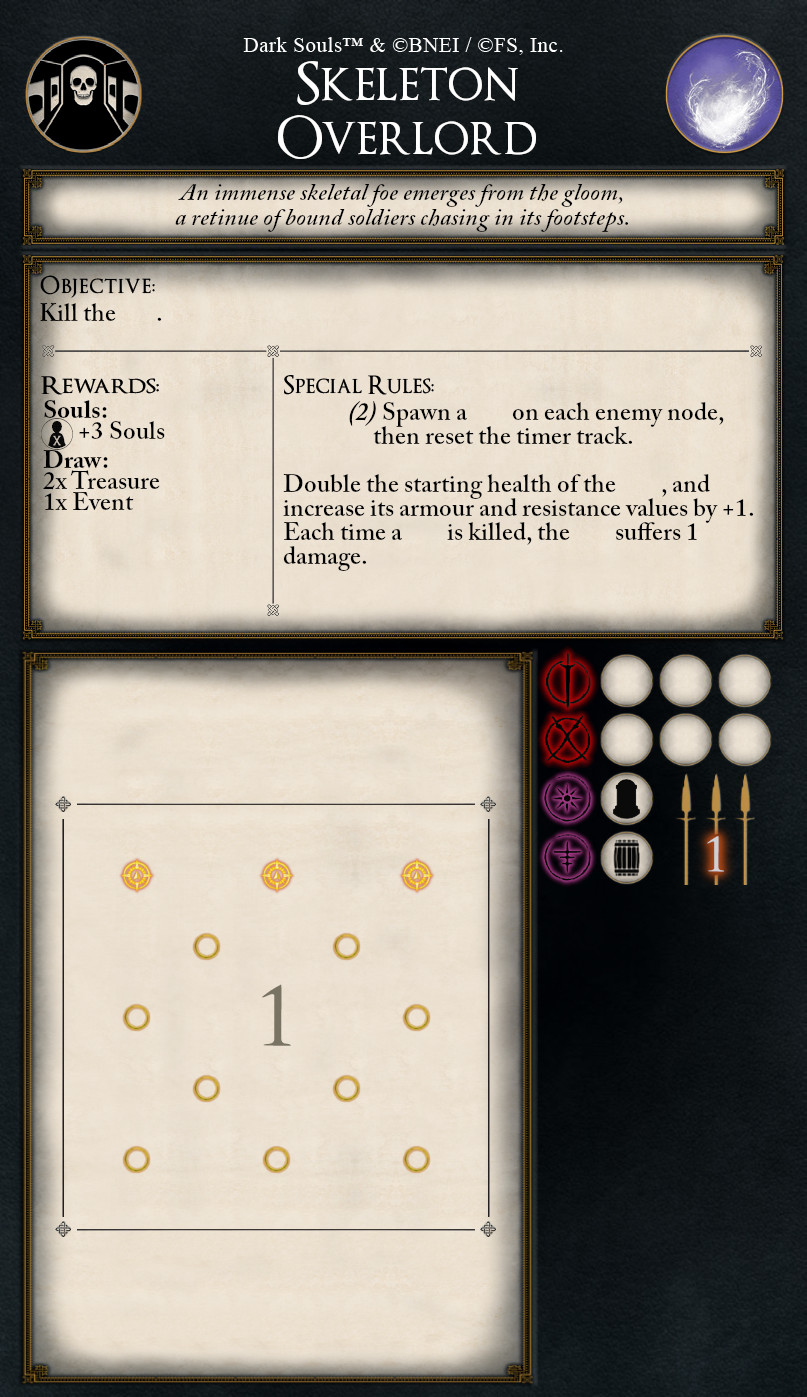 Dark Souls™ & ©BNEI / ©FS, Inc.
Skeleton
Overlord
An immense skeletal foe emerges from the gloom,
a retinue of bound soldiers chasing in its footsteps.
Objective:
Kill the .
Rewards:
Souls:
X +3 Souls
Draw:
2x Treasure
1x Event
Special Rules:
(2) Spawn a on each enemy node,
then reset the timer track.
Double the starting health of the , and
increase its armour and resistance values by +1.
Each time a is killed, the suffers 1
damage.
1
1